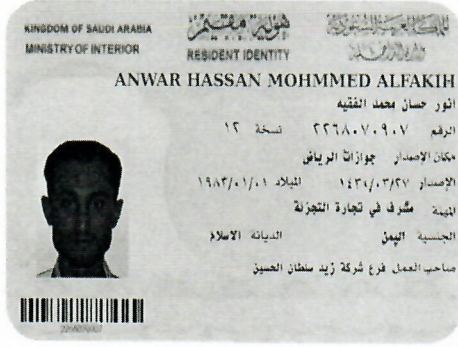 KINGDOM OF SAUDI ARABIA
MINISTRY OF INTERIOR
هوية مقيم
RESIDENT IDENTITY
المملكة العربية السعودية
وزارة الداخلية
ANWAR HASSAN MOHMMED ALFAKIH
انور حسان محمد الفقيه
الرقم ٢٢٦٨٠٧٠٩٠٧ نسخة ١٢
مكان الإصدار جوازات الرياض
الإصدار ١٤٣٠/٠٣/٢٧ الميلاد ١٩٨٣/٠١/٠١
المهنة مشرف في تجارة التجزئة
الجنسية اليمن الديانة الاسلام
صاحب العمل فرع شركة زيد سلطان الحسين